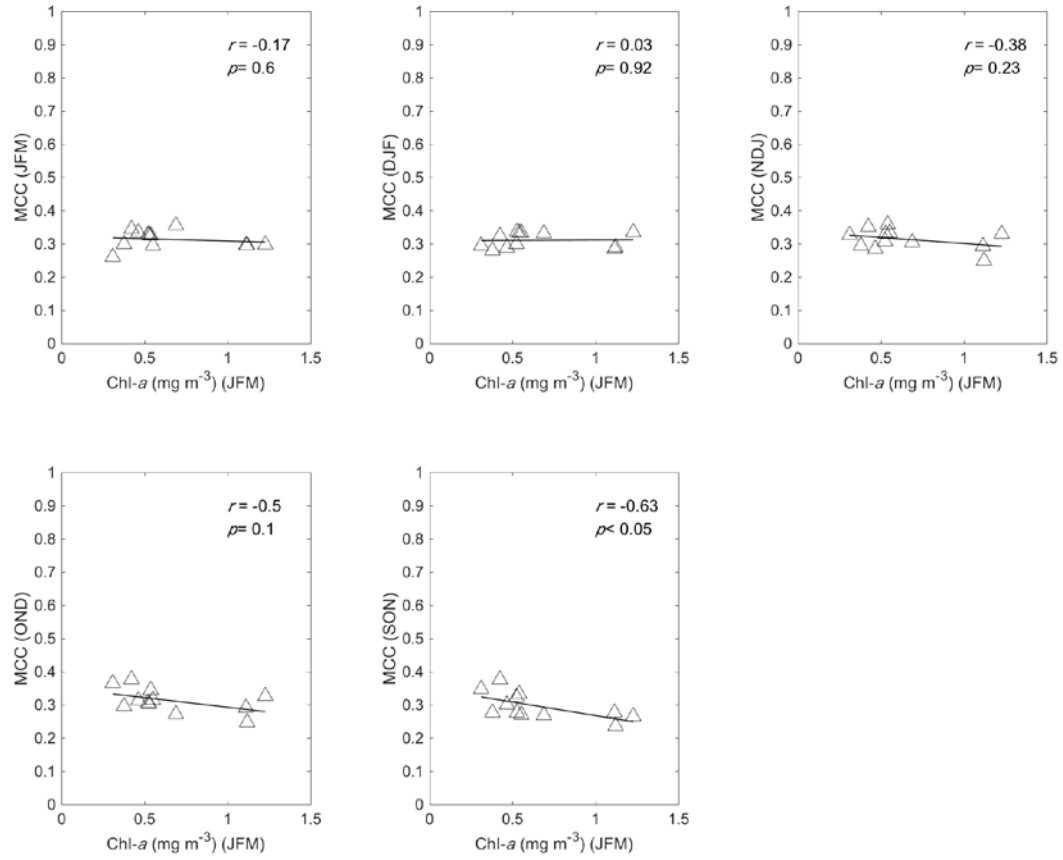 1
0.9
0.8
0.7
0.6
0.5
0.4
0.3
0.2
0.1
0
MCC (JFM)
r = -0.17
p= 0.6
0 0.5 1 1.5
Chl-a (mg m⁻³) (JFM)
1
0.9
0.8
0.7
0.6
0.5
0.4
0.3
0.2
0.1
0
MCC (DJF)
r = 0.03
p= 0.92
0 0.5 1 1.5
Chl-a (mg m⁻³) (JFM)
1
0.9
0.8
0.7
0.6
0.5
0.4
0.3
0.2
0.1
0
MCC (NDJ)
r = -0.38
p= 0.23
0 0.5 1 1.5
Chl-a (mg m⁻³) (JFM)
1
0.9
0.8
0.7
0.6
0.5
0.4
0.3
0.2
0.1
0
MCC (OND)
r = -0.5
p= 0.1
0 0.5 1 1.5
Chl-a (mg m⁻³) (JFM)
1
0.9
0.8
0.7
0.6
0.5
0.4
0.3
0.2
0.1
0
MCC (SON)
r = -0.63
p< 0.05
0 0.5 1 1.5
Chl-a (mg m⁻³) (JFM)